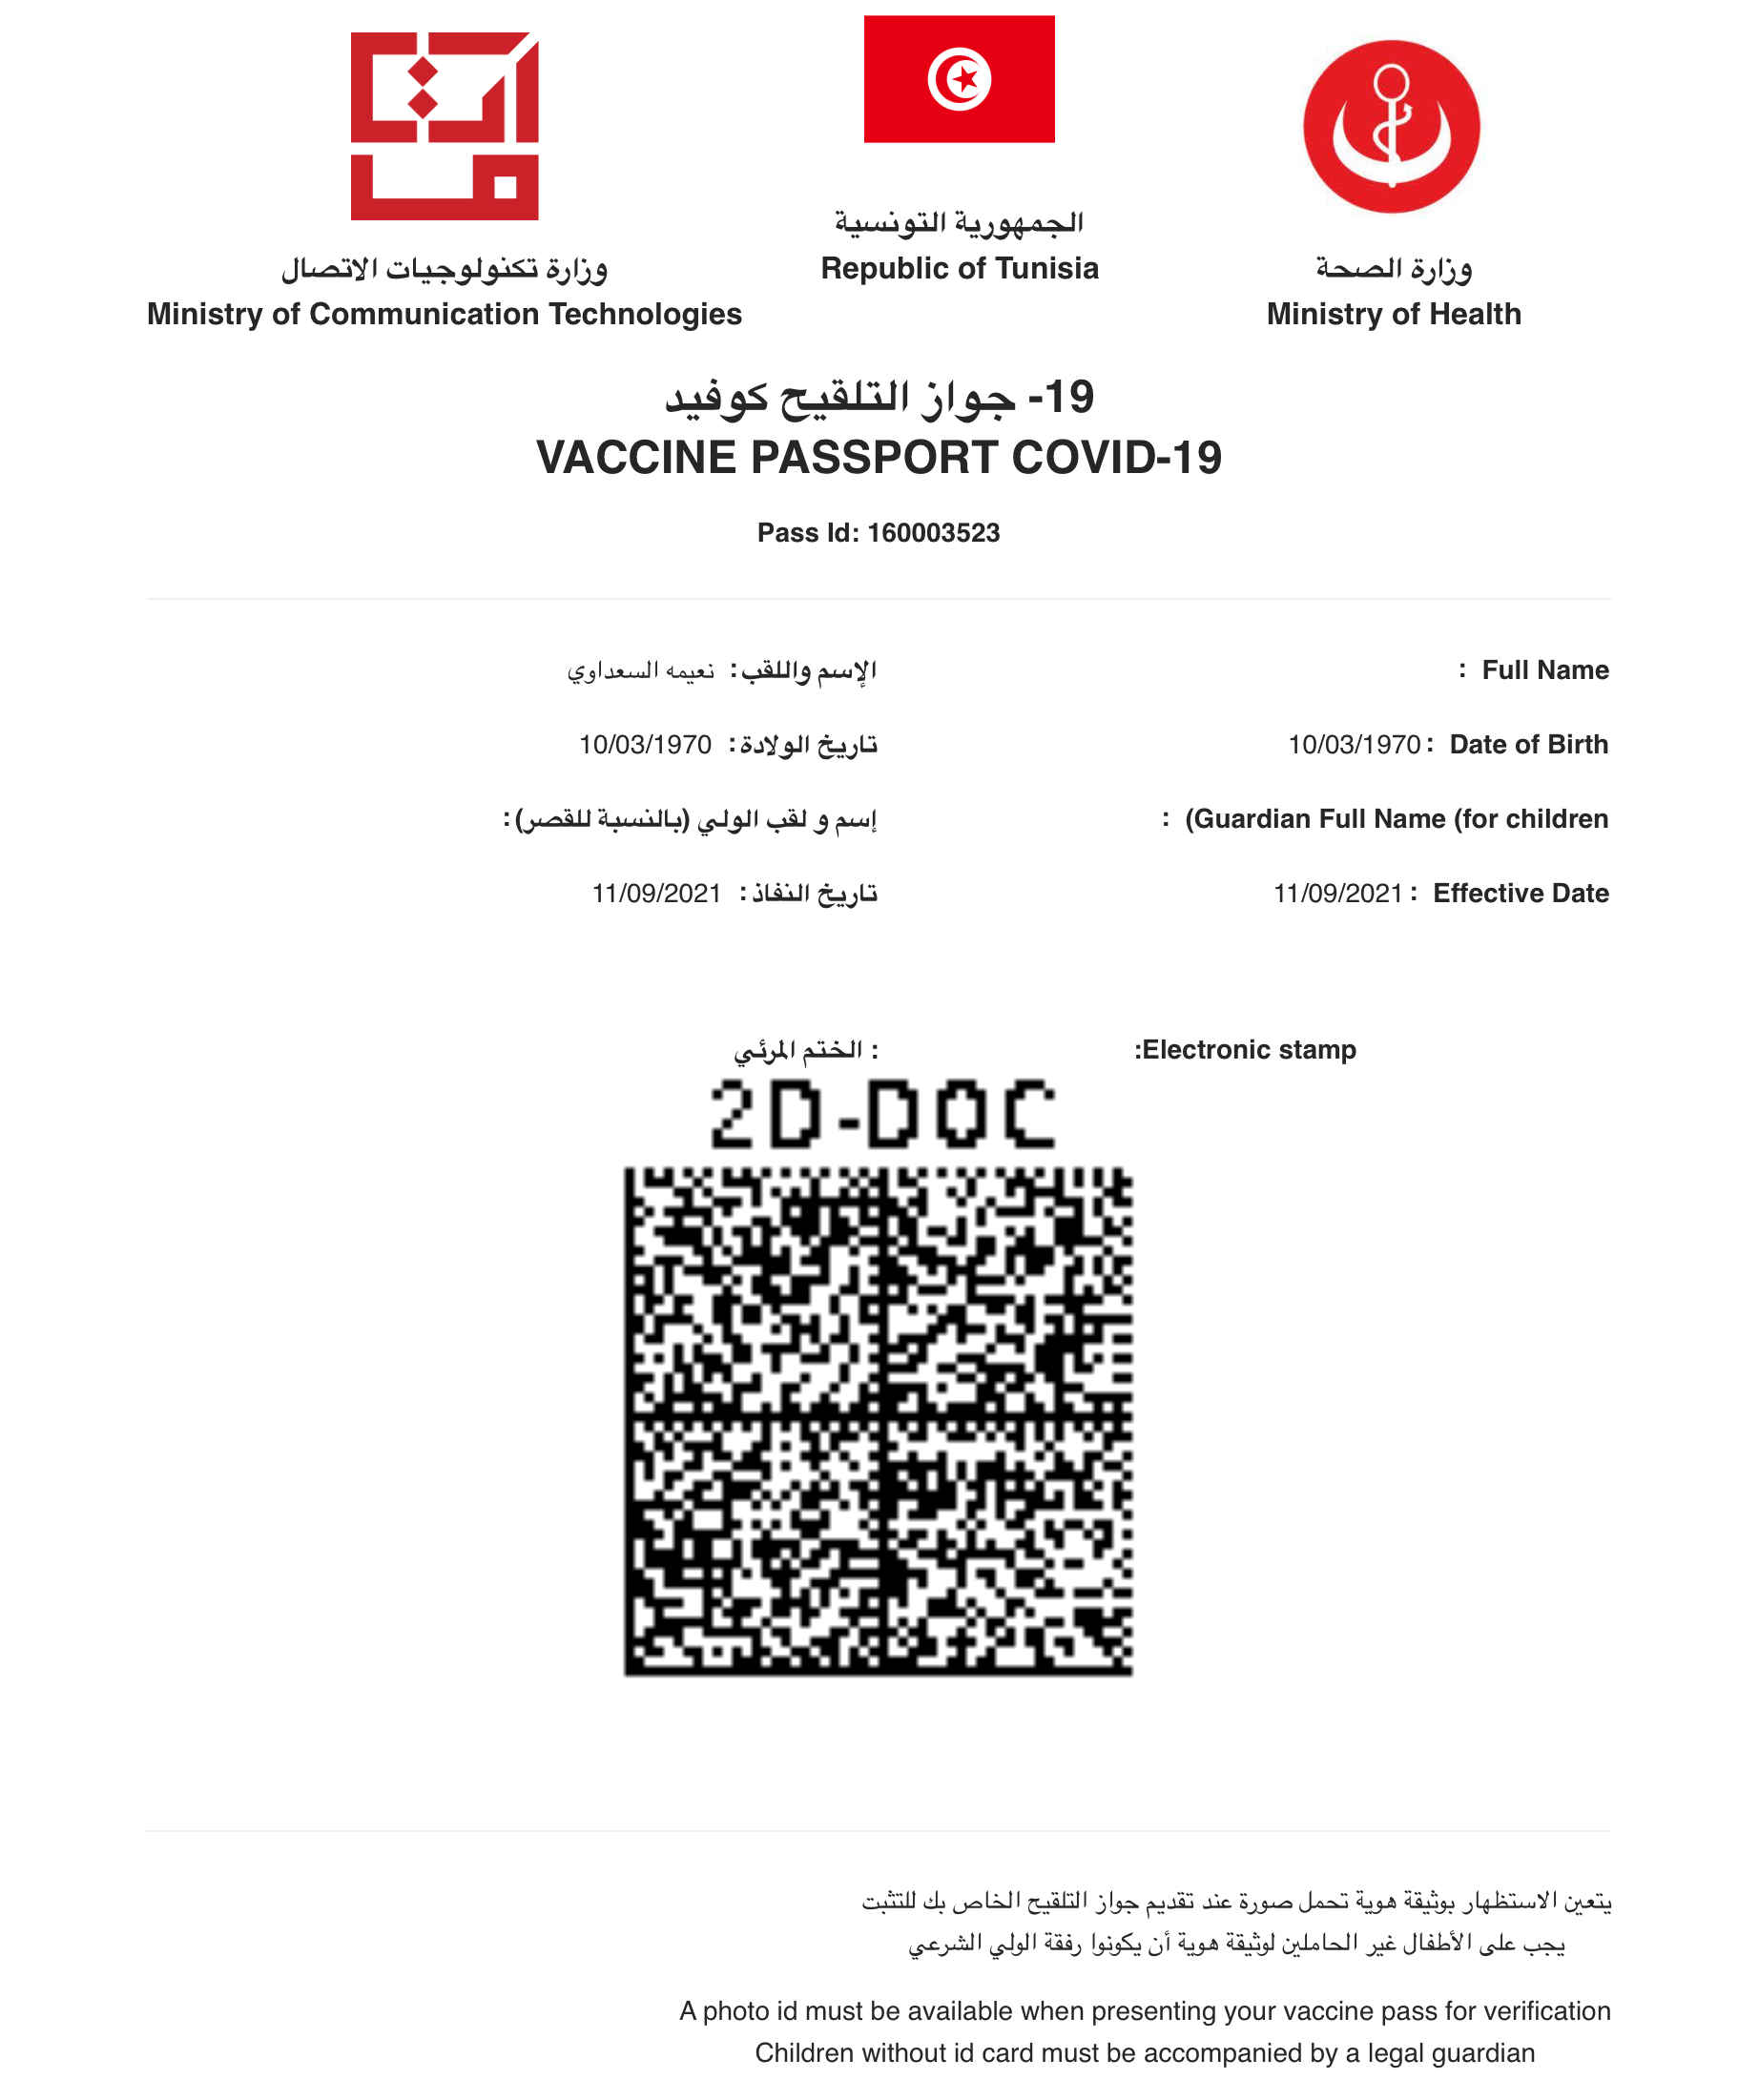 الجمهورية التونسية
Republic of Tunisia
وزارة تكنولوجيات الاتصال
Ministry of Communication Technologies
وزارة الصحة
Ministry of Health
جواز التلقيح كوفيد -19
VACCINE PASSPORT COVID-19
Pass Id: 160003523
Full Name :
الإسم واللقب: نعيمه السعداوي
Date of Birth : 10/03/1970
تاريخ الولادة: 10/03/1970
(Guardian Full Name (for children :
إسم و لقب الولي (بالنسبة للقصر):
Effective Date : 11/09/2021
تاريخ النفاذ: 11/09/2021
:Electronic stamp
: الختم المرئي
2D-DOC
يتعين الاستظهار بوثيقة هوية تحمل صورة عند تقديم جواز التلقيح الخاص بك للتثبت
يجب على الأطفال غير الحاملين لوثيقة هوية أن يكونوا رفقة الولي الشرعي
A photo id must be available when presenting your vaccine pass for verification
Children without id card must be accompanied by a legal guardian